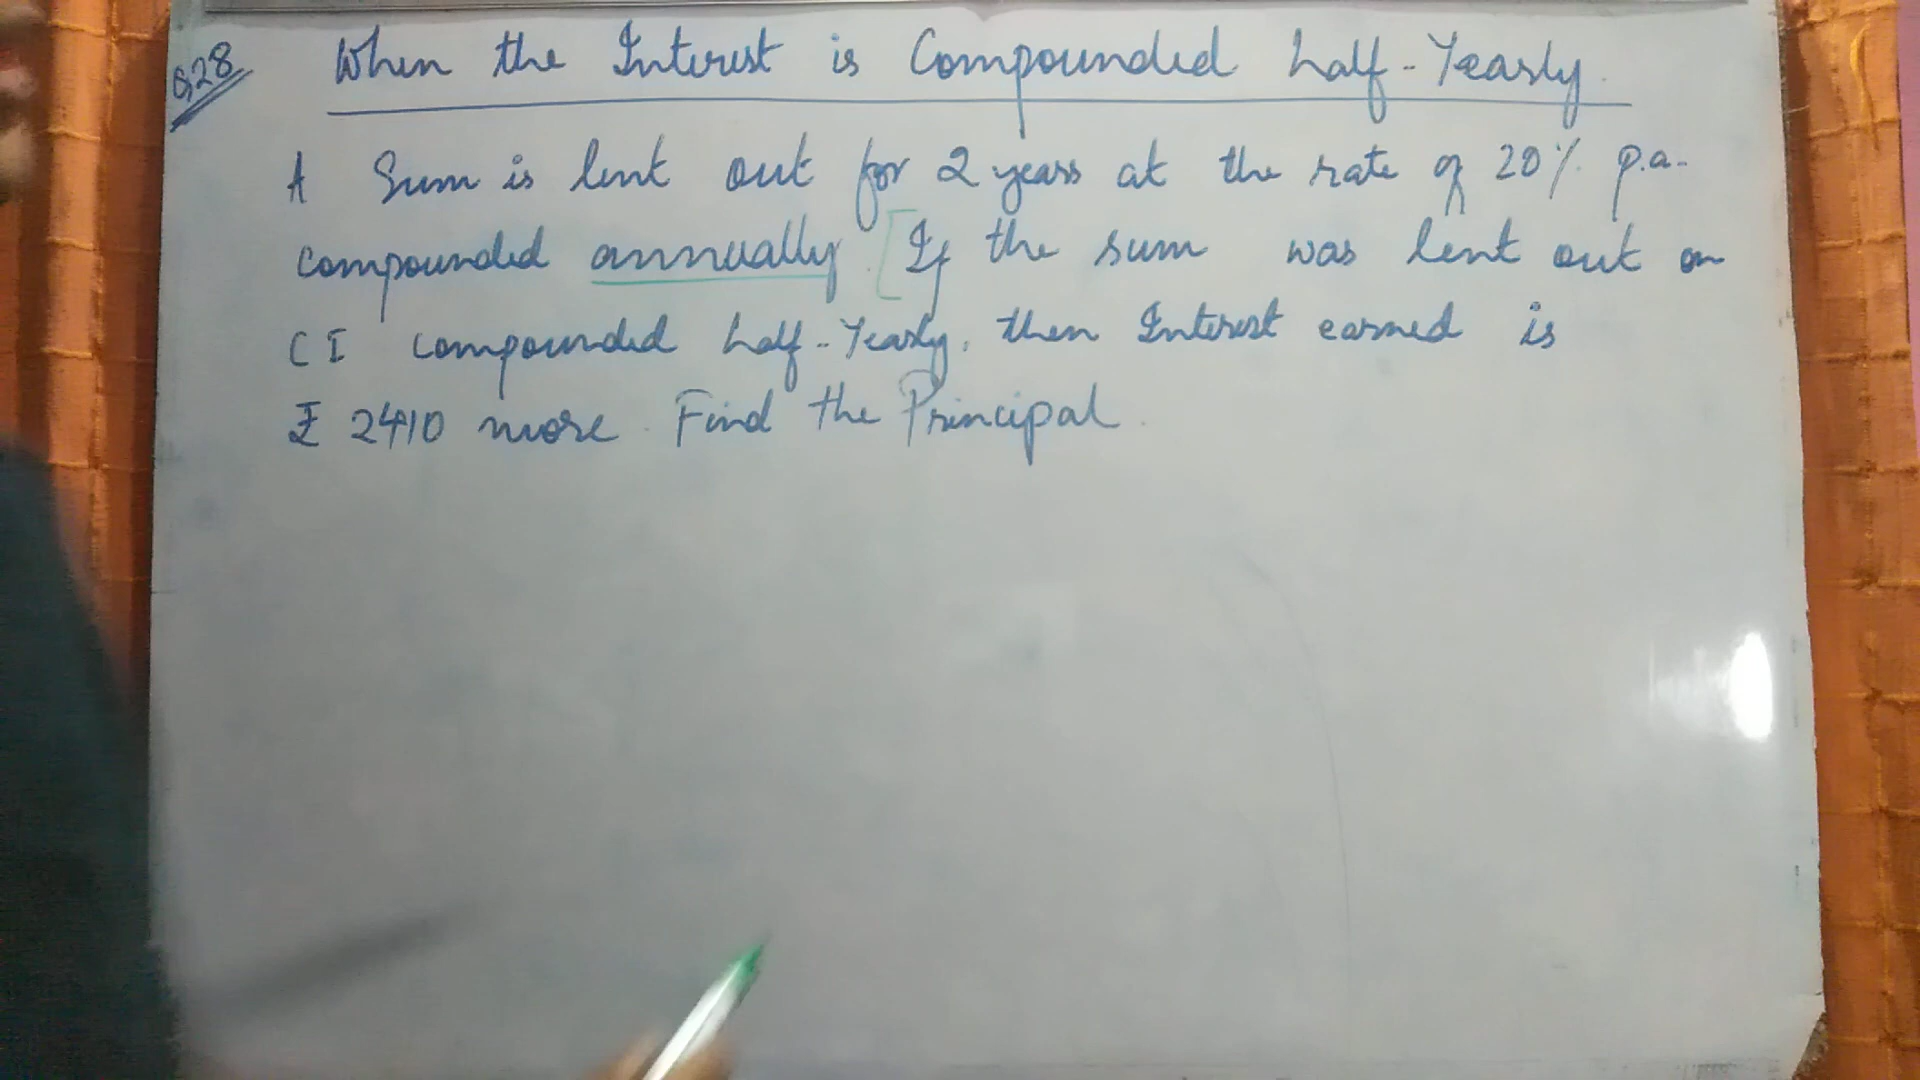 Q28
When the Interest is Compounded half-Yearly.
A Sum is lent out for 2 years at the rate of 20% p.a.
compounded annually. [If the sum was lent out on
CI compounded half-Yearly, then Interest earned is
₹ 2410 more. Find the Principal.